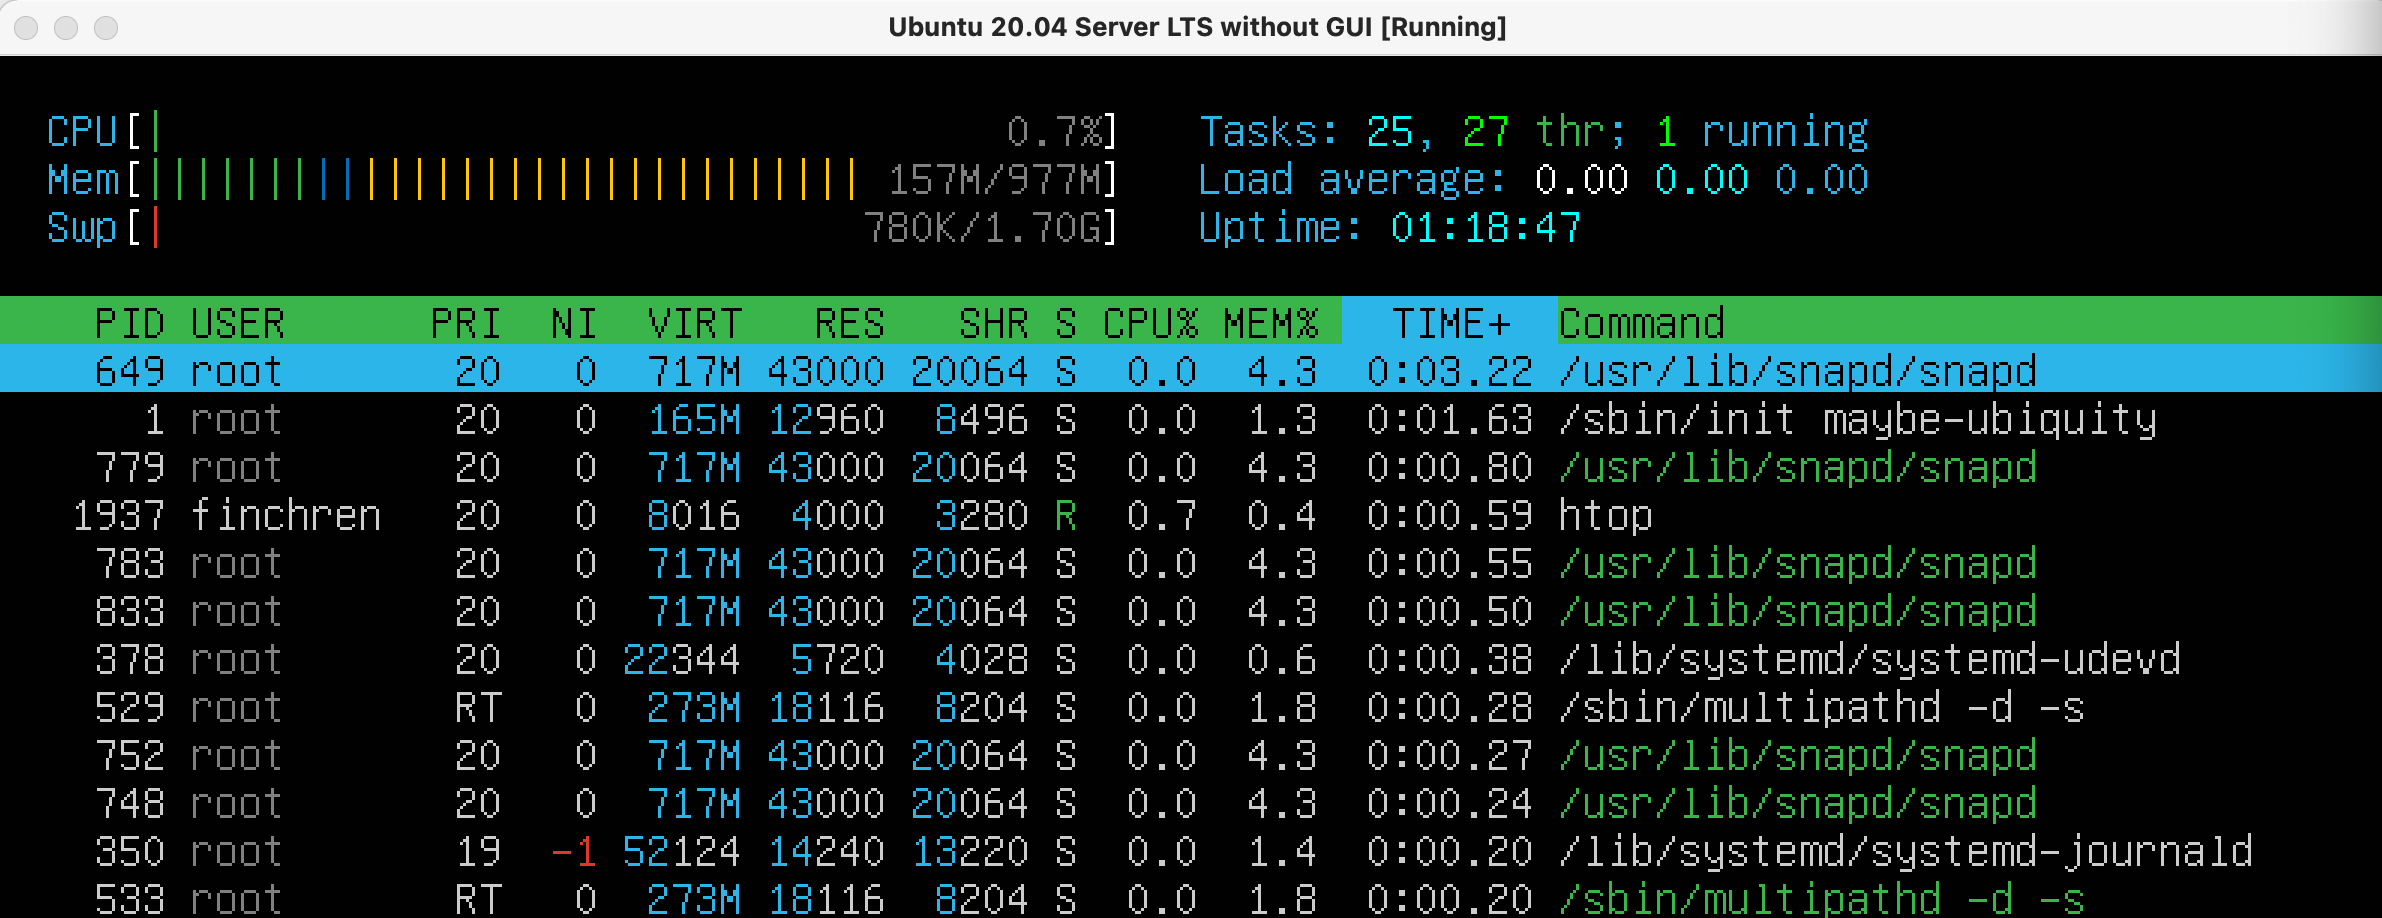 Ubuntu 20.04 Server LTS without GUI [Running]
CPU[| 0.7%] Tasks: 25, 27 thr; 1 running
Mem[|||||||||||||||||||||||||||||| 157M/977M] Load average: 0.00 0.00 0.00
Swp[| 780K/1.70G] Uptime: 01:18:47
PID USER PRI NI VIRT RES SHR S CPU% MEM% TIME+ Command
649 root 20 0 717M 43000 20064 S 0.0 4.3 0:03.22 /usr/lib/snapd/snapd
1 root 20 0 165M 12960 8496 S 0.0 1.3 0:01.63 /sbin/init maybe-ubiquity
779 root 20 0 717M 43000 20064 S 0.0 4.3 0:00.80 /usr/lib/snapd/snapd
1937 finchren 20 0 8016 4000 3280 R 0.7 0.4 0:00.59 htop
783 root 20 0 717M 43000 20064 S 0.0 4.3 0:00.55 /usr/lib/snapd/snapd
833 root 20 0 717M 43000 20064 S 0.0 4.3 0:00.50 /usr/lib/snapd/snapd
378 root 20 0 22344 5720 4028 S 0.0 0.6 0:00.38 /lib/systemd/systemd-udevd
529 root RT 0 273M 18116 8204 S 0.0 1.8 0:00.28 /sbin/multipathd -d -s
752 root 20 0 717M 43000 20064 S 0.0 4.3 0:00.27 /usr/lib/snapd/snapd
748 root 20 0 717M 43000 20064 S 0.0 4.3 0:00.24 /usr/lib/snapd/snapd
350 root 19 -1 52124 14240 13220 S 0.0 1.4 0:00.20 /lib/systemd/systemd-journald
533 root RT 0 273M 18116 8204 S 0.0 1.8 0:00.20 /sbin/multipathd -d -s